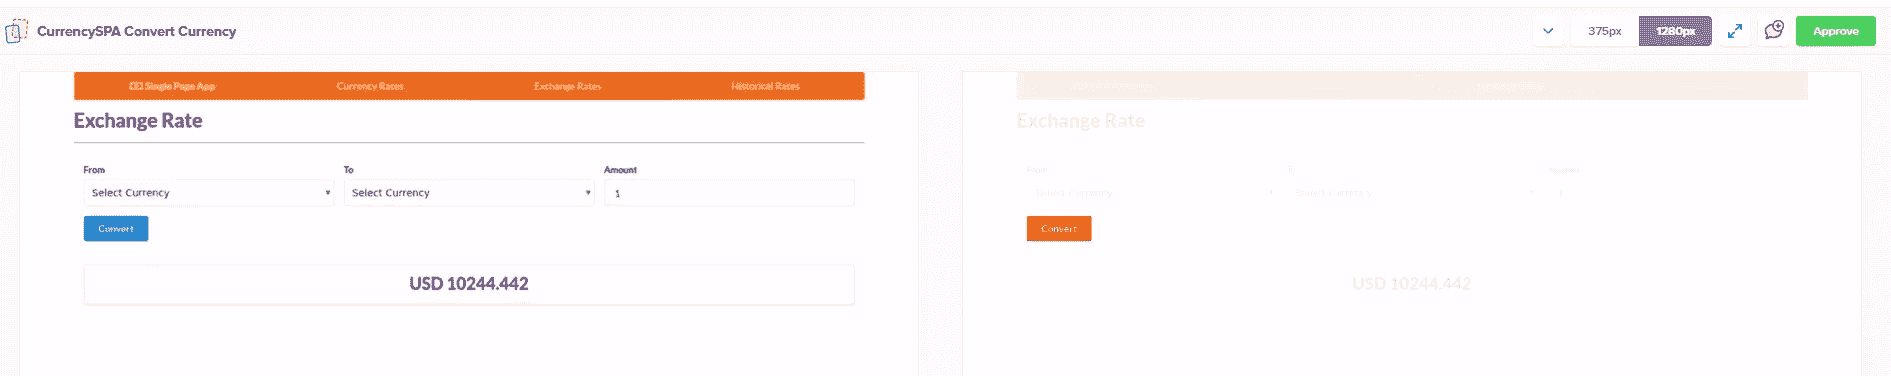 CurrencySPA Convert Currency
375px 1280px Approve
Single Page App Currency Rates Exchange Rates Historical Rates
Exchange Rate
From To Amount
Select Currency Select Currency 1
Convert
USD 10244.442
Exchange Rate
From To
Select Currency Select Currency 1
Convert
USD 10244.442